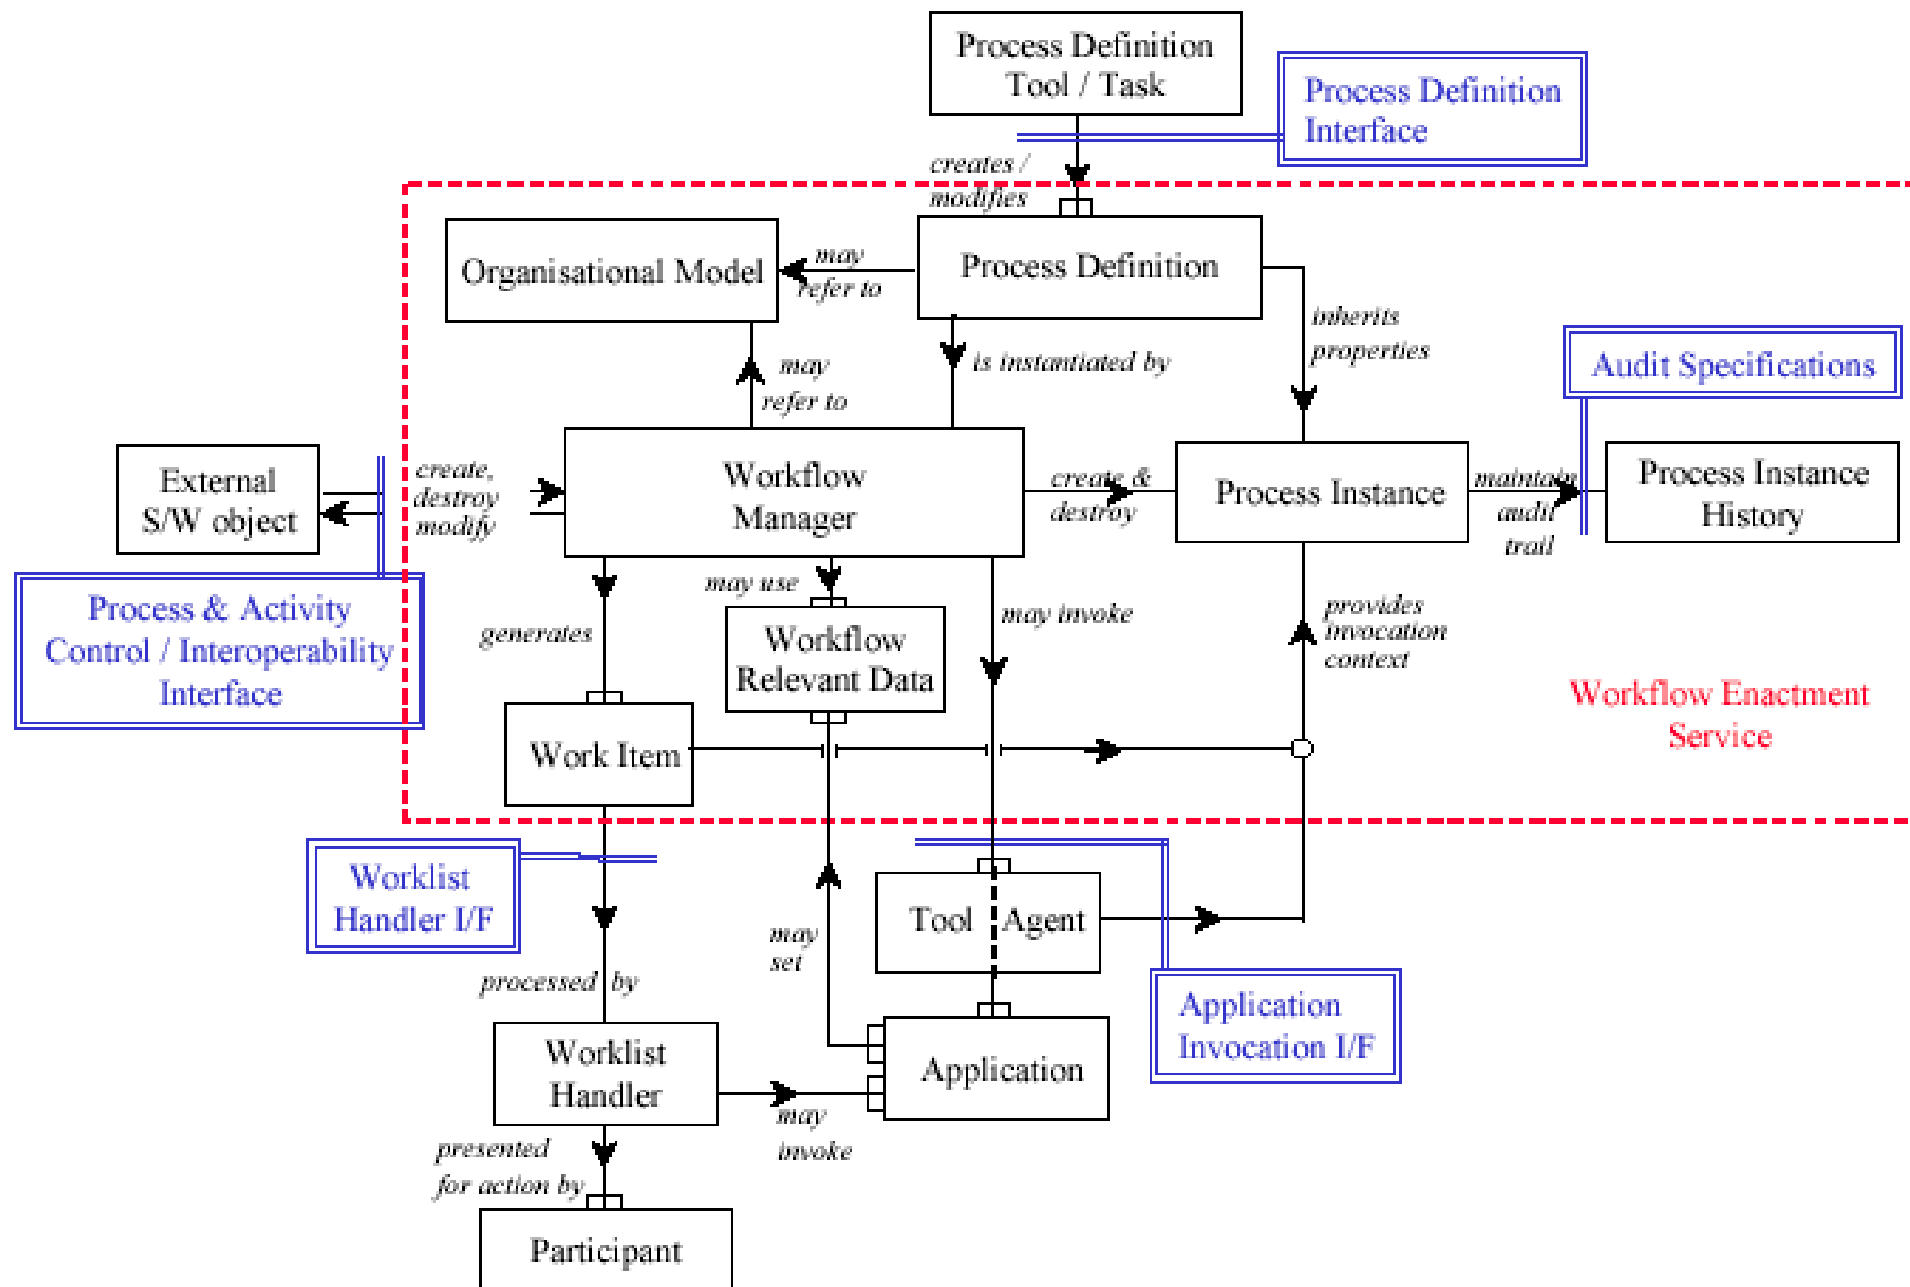 Process Definition
Tool / Task
Process Definition
Interface
creates /
modifies
Organisational Model
may
refer to
Process Definition
inherits
properties
is instantiated by
may
refer to
Audit Specifications
External
S/W object
create,
destroy
modify
Workflow
Manager
create &
destroy
Process Instance
maintain
audit
trail
Process Instance
History
Process & Activity
Control / Interoperability
Interface
generates
may use
Workflow
Relevant Data
may invoke
provides
invocation
context
Workflow Enactment
Service
Work Item
Worklist
Handler I/F
may
set
Tool Agent
processed by
Application
Invocation I/F
Worklist
Handler
Application
may
invoke
presented
for action by
Participant